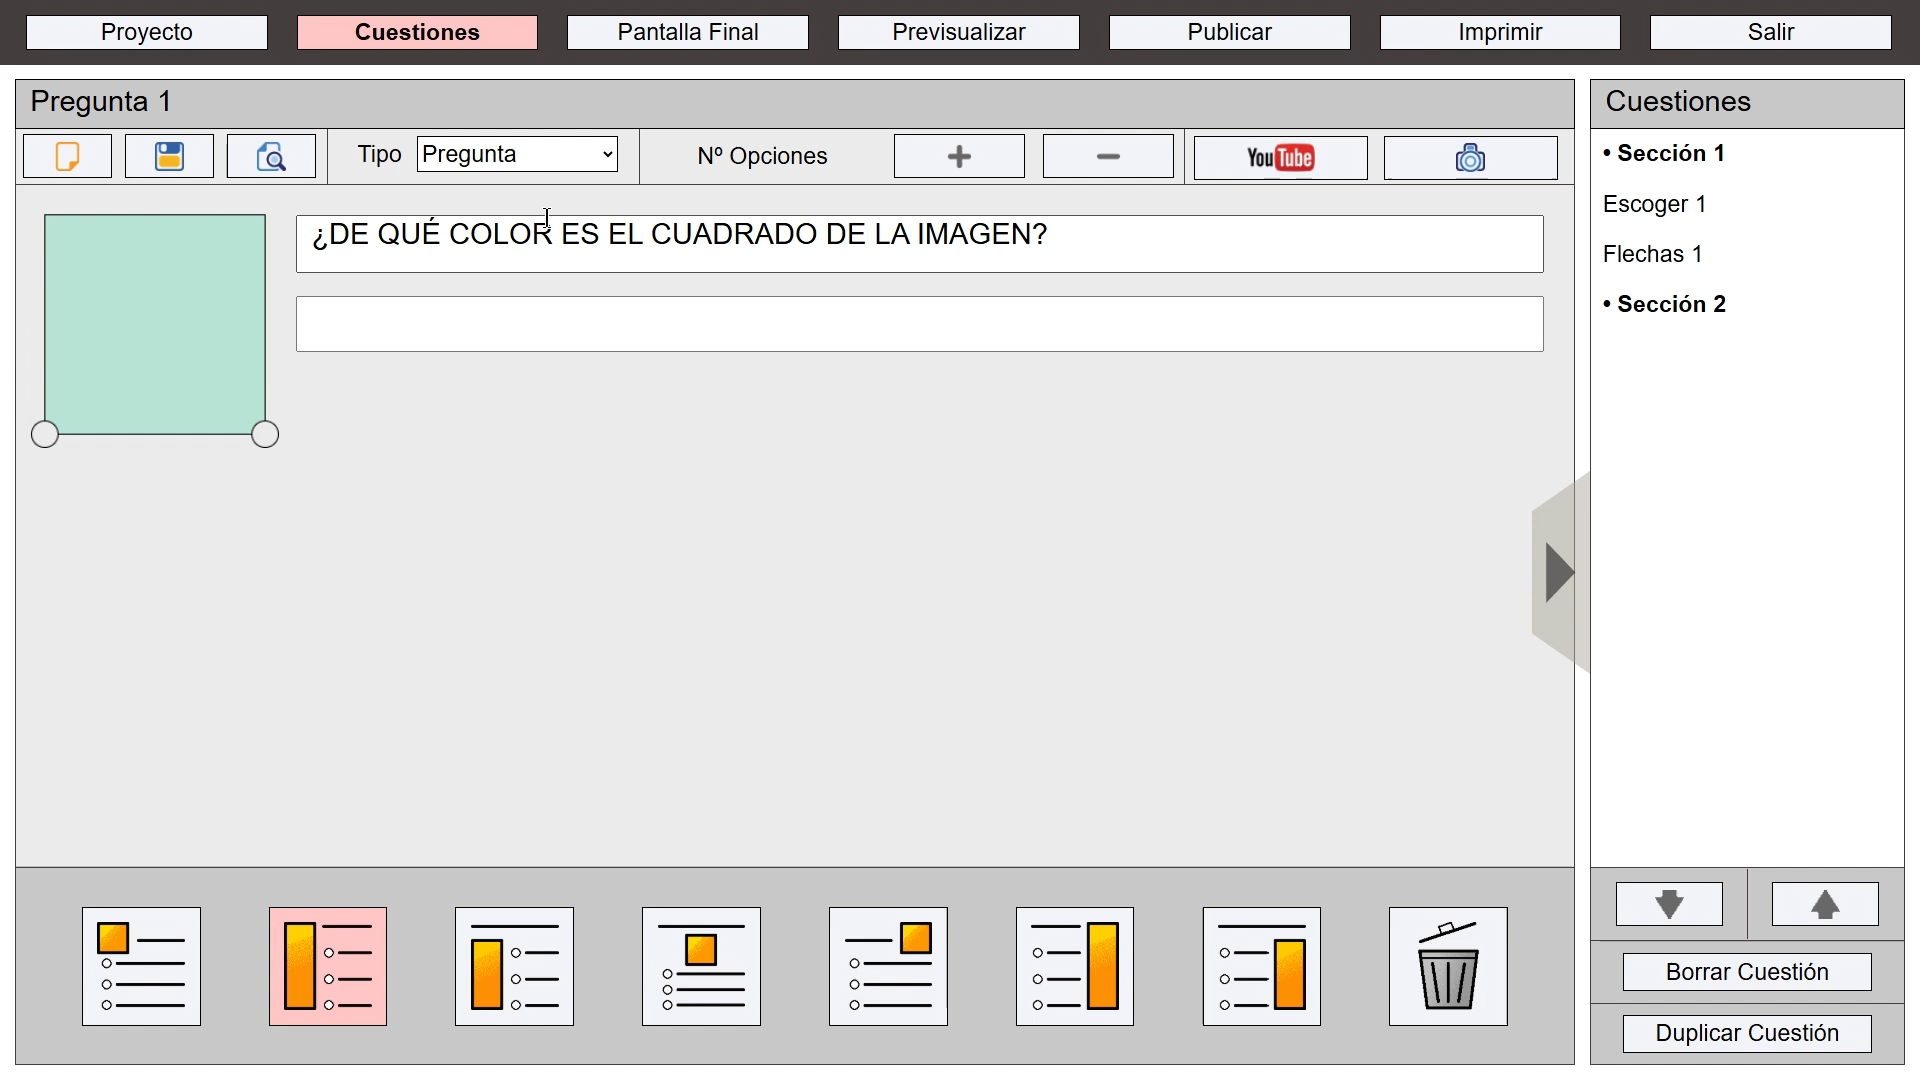 Proyecto
Cuestiones
Pantalla Final
Previsualizar
Publicar
Imprimir
Salir
Pregunta 1
Tipo
Pregunta
Nº Opciones
YouTube
¿DE QUÉ COLOR ES EL CUADRADO DE LA IMAGEN?
Cuestiones
• Sección 1
Escoger 1
Flechas 1
• Sección 2
Borrar Cuestión
Duplicar Cuestión